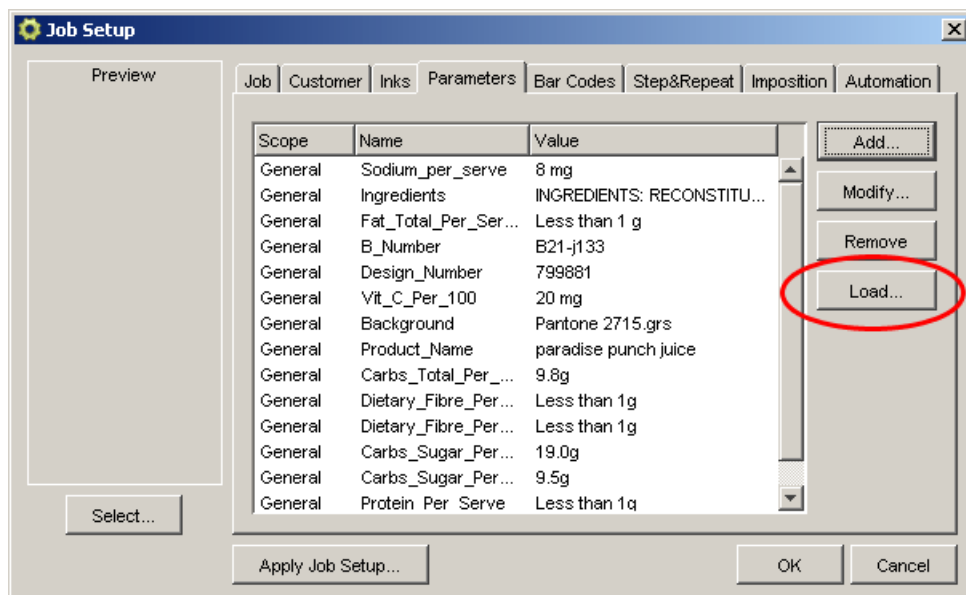 Job Setup
Preview
Job Customer Inks Parameters Bar Codes Step&Repeat Imposition Automation
Scope Name Value
General Sodium_per_serve 8 mg
General Ingredients INGREDIENTS: RECONSTITU...
General Fat_Total_Per_Ser... Less than 1 g
General B_Number B21-j133
General Design_Number 799881
General Vit_C_Per_100 20 mg
General Background Pantone 2715.grs
General Product_Name paradise punch juice
General Carbs_Total_Per_... 9.8g
General Dietary_Fibre_Per... Less than 1g
General Dietary_Fibre_Per... Less than 1g
General Carbs_Sugar_Per... 19.0g
General Carbs_Sugar_Per... 9.5g
General Protein_Per_Serve Less than 1g
Add...
Modify...
Remove
Load...
Select...
Apply Job Setup...
OK
Cancel